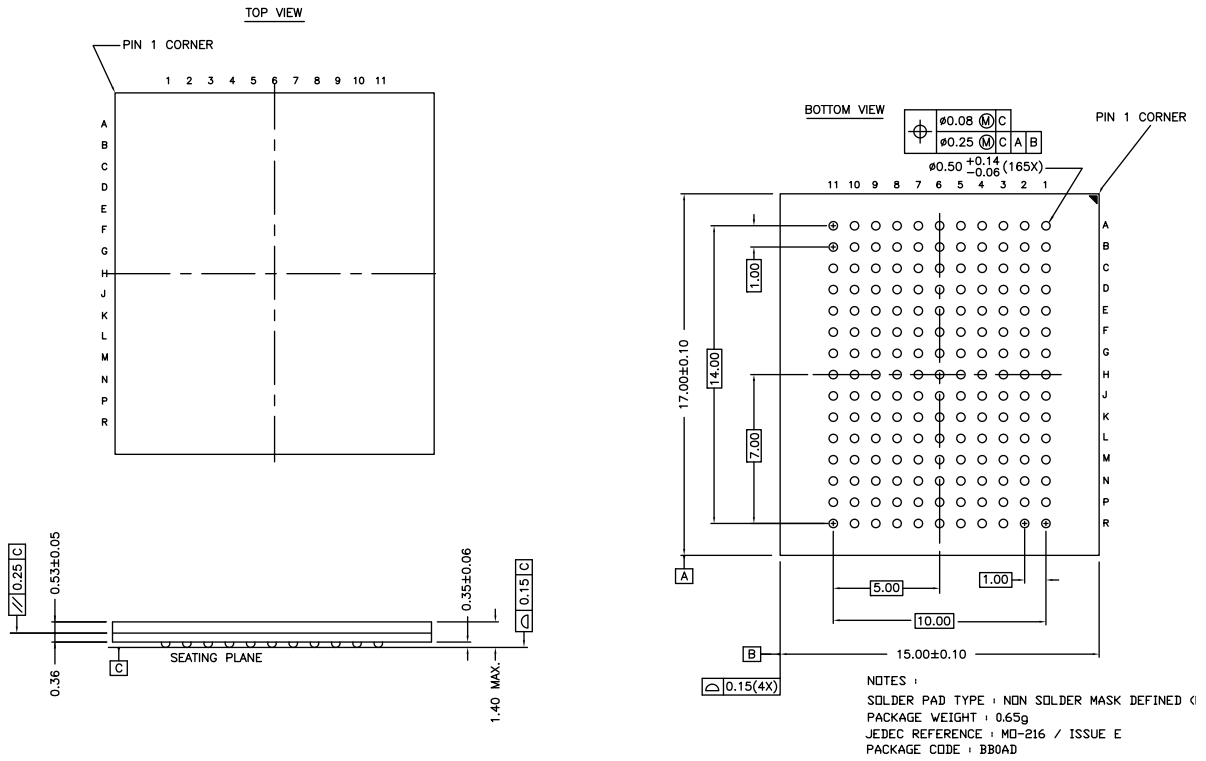 TOP VIEW
PIN 1 CORNER
1 2 3 4 5 6 7 8 9 10 11
A
B
C
D
E
F
G
H
J
K
L
M
N
P
R
BOTTOM VIEW
ø0.08 Ⓜ C
ø0.25 Ⓜ C A B
ø0.50 +0.14 -0.06 (165X)
PIN 1 CORNER
11 10 9 8 7 6 5 4 3 2 1
A
B
C
D
E
F
G
H
J
K
L
M
N
P
R
1.00
14.00
17.00±0.10
7.00
A
5.00
1.00
10.00
B
15.00±0.10
0.15(4X)
// 0.25 C
0.53±0.05
0.36
C
SEATING PLANE
0.35±0.06
1.40 MAX.
0.15 C
NOTES :
SOLDER PAD TYPE : NON SOLDER MASK DEFINED (
PACKAGE WEIGHT : 0.65g
JEDEC REFERENCE : MO-216 / ISSUE E
PACKAGE CODE : BB0AD